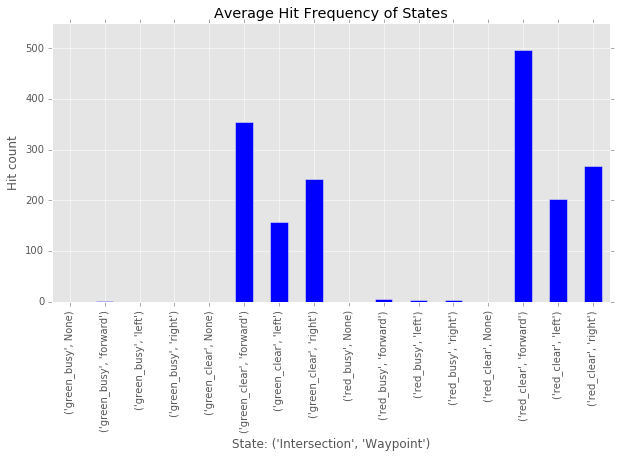 Average Hit Frequency of States
Hit count
500
400
300
200
100
0
('green_busy', None)
('green_busy', 'forward')
('green_busy', 'left')
('green_busy', 'right')
('green_clear', None)
('green_clear', 'forward')
('green_clear', 'left')
('green_clear', 'right')
('red_busy', None)
('red_busy', 'forward')
('red_busy', 'left')
('red_busy', 'right')
('red_clear', None)
('red_clear', 'forward')
('red_clear', 'left')
('red_clear', 'right')
State: ('Intersection', 'Waypoint')